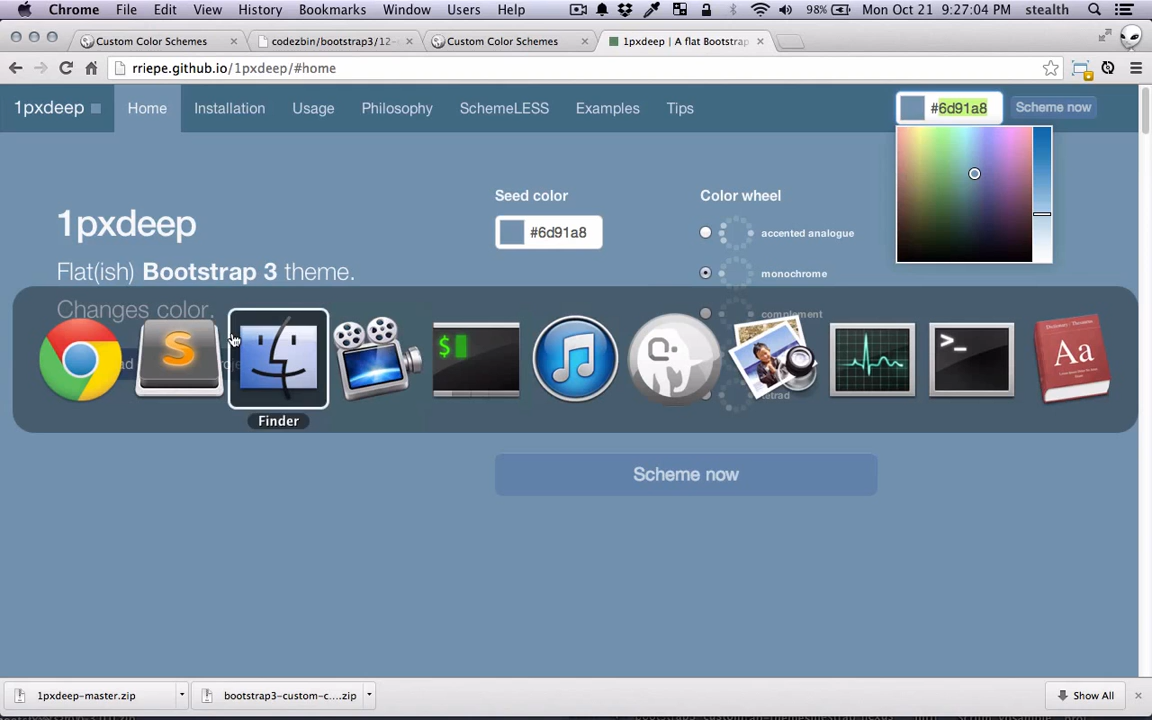 Chrome File Edit View History Bookmarks Window Users Help 98% Mon Oct 21 9:27:04 PM stealth
Custom Color Schemes codezbin/bootstrap3/12- Custom Color Schemes 1pxdeep | A flat Bootstrap
rriepe.github.io/1pxdeep/#home
1pxdeep Home Installation Usage Philosophy SchemeLESS Examples Tips #6d91a8 Scheme now
Seed color Color wheel
1pxdeep
#6d91a8 accented analogue
Flat(ish) Bootstrap 3 theme.
monochrome
Changes color.
complement
S
$
>_
Aa
tetrad
Finder
Scheme now
1pxdeep-master.zip bootstrap3-custom-c....zip Show All